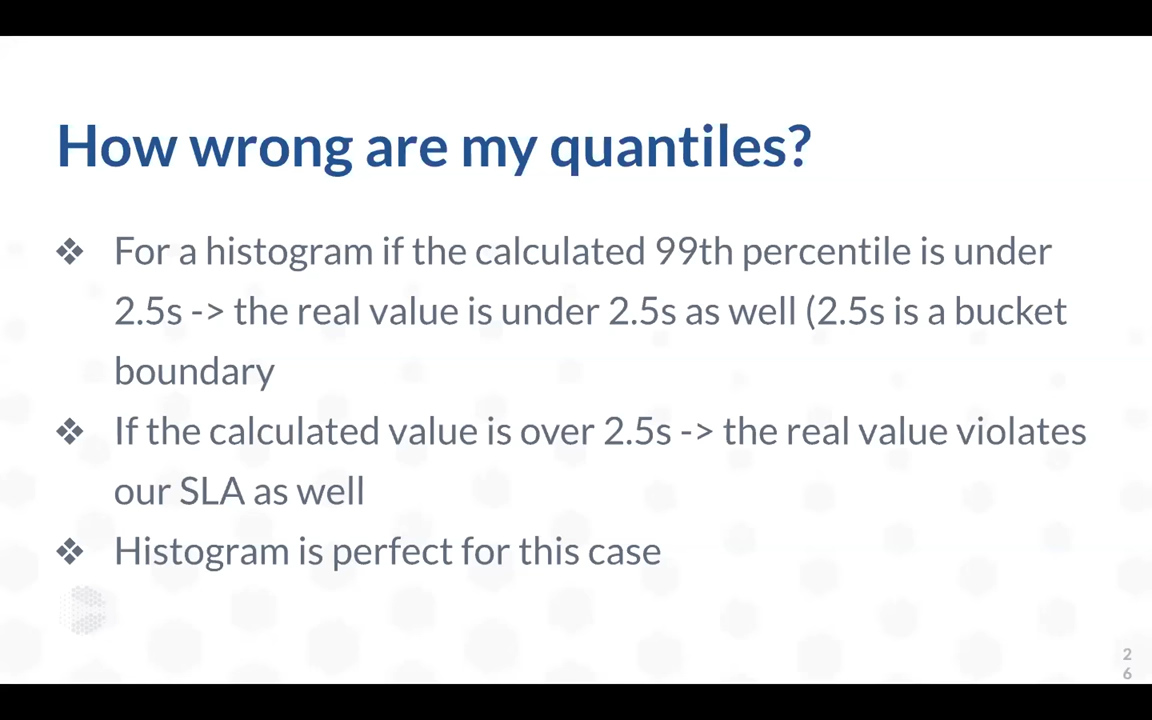 How wrong are my quantiles?
❖ For a histogram if the calculated 99th percentile is under
2.5s -> the real value is under 2.5s as well (2.5s is a bucket
boundary
❖ If the calculated value is over 2.5s -> the real value violates
our SLA as well
❖ Histogram is perfect for this case
2
6